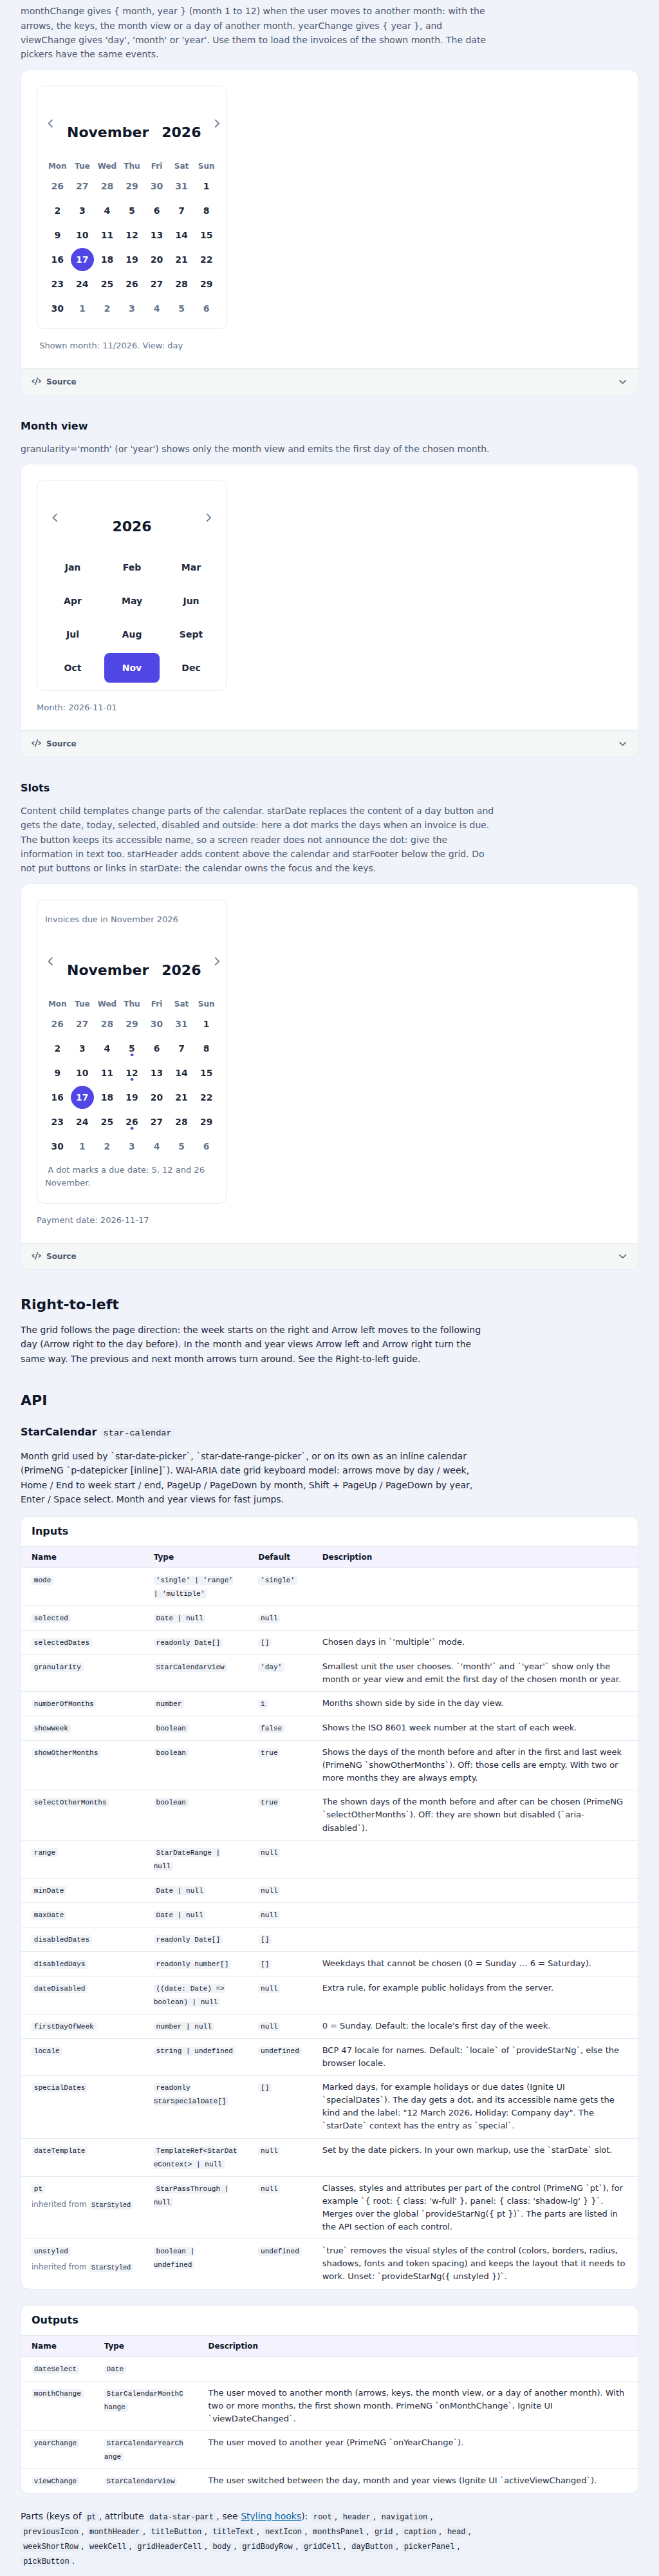 monthChange gives { month, year } (month 1 to 12) when the user moves to another month: with the
arrows, the keys, the month view or a day of another month. yearChange gives { year }, and
viewChange gives 'day', 'month' or 'year'. Use them to load the invoices of the shown month. The date
pickers have the same events.
November 2026
Mon Tue Wed Thu Fri Sat Sun
26 27 28 29 30 31 1
2 3 4 5 6 7 8
9 10 11 12 13 14 15
16 17 18 19 20 21 22
23 24 25 26 27 28 29
30 1 2 3 4 5 6
Shown month: 11/2026. View: day
Source
Month view
granularity='month' (or 'year') shows only the month view and emits the first day of the chosen month.
2026
Jan Feb Mar
Apr May Jun
Jul Aug Sept
Oct Nov Dec
Month: 2026-11-01
Source
Slots
Content child templates change parts of the calendar. starDate replaces the content of a day button and
gets the date, today, selected, disabled and outside: here a dot marks the days when an invoice is due.
The button keeps its accessible name, so a screen reader does not announce the dot: give the
information in text too. starHeader adds content above the calendar and starFooter below the grid. Do
not put buttons or links in starDate: the calendar owns the focus and the keys.
Invoices due in November 2026
November 2026
Mon Tue Wed Thu Fri Sat Sun
26 27 28 29 30 31 1
2 3 4 5 6 7 8
9 10 11 12 13 14 15
16 17 18 19 20 21 22
23 24 25 26 27 28 29
30 1 2 3 4 5 6
A dot marks a due date: 5, 12 and 26
November.
Payment date: 2026-11-17
Source
Right-to-left
The grid follows the page direction: the week starts on the right and Arrow left moves to the following
day (Arrow right to the day before). In the month and year views Arrow left and Arrow right turn the
same way. The previous and next month arrows turn around. See the Right-to-left guide.
API
StarCalendar star-calendar
Month grid used by `star-date-picker`, `star-date-range-picker`, or on its own as an inline calendar
(PrimeNG `p-datepicker [inline]`). WAI-ARIA date grid keyboard model: arrows move by day / week,
Home / End to week start / end, PageUp / PageDown by month, Shift + PageUp / PageDown by year,
Enter / Space select. Month and year views for fast jumps.
Inputs
Name Type Default Description
mode 'single' | 'range' 'single'
| 'multiple'
selected Date | null null
selectedDates readonly Date[] [] Chosen days in `'multiple'` mode.
granularity StarCalendarView 'day' Smallest unit the user chooses. `'month'` and `'year'` show only the
month or year view and emit the first day of the chosen month or year.
numberOfMonths number 1 Months shown side by side in the day view.
showWeek boolean false Shows the ISO 8601 week number at the start of each week.
showOtherMonths boolean true Shows the days of the month before and after in the first and last week
(PrimeNG `showOtherMonths`). Off: those cells are empty. With two or
more months they are always empty.
selectOtherMonths boolean true The shown days of the month before and after can be chosen (PrimeNG
`selectOtherMonths`). Off: they are shown but disabled (`aria-
disabled`).
range StarDateRange | null
null
minDate Date | null null
maxDate Date | null null
disabledDates readonly Date[] []
disabledDays readonly number[] [] Weekdays that cannot be chosen (0 = Sunday … 6 = Saturday).
dateDisabled ((date: Date) => null Extra rule, for example public holidays from the server.
boolean) | null
firstDayOfWeek number | null null 0 = Sunday. Default: the locale's first day of the week.
locale string | undefined undefined BCP 47 locale for names. Default: `locale` of `provideStarNg`, else the
browser locale.
specialDates readonly [] Marked days, for example holidays or due dates (Ignite UI
StarSpecialDate[] `specialDates`). The day gets a dot, and its accessible name gets the
kind and the label: "12 March 2026, Holiday: Company day". The
`starDate` context has the entry as `special`.
dateTemplate TemplateRef<StarDat null Set by the date pickers. In your own markup, use the `starDate` slot.
eContext> | null
pt StarPassThrough | null Classes, styles and attributes per part of the control (PrimeNG `pt`), for
inherited from StarStyled null example `{ root: { class: 'w-full' }, panel: { class: 'shadow-lg' } }`.
Merges over the global `provideStarNg({ pt })`. The parts are listed in
the API section of each control.
unstyled boolean | undefined `true` removes the visual styles of the control (colors, borders, radius,
inherited from StarStyled undefined shadows, fonts and token spacing) and keeps the layout that it needs to
work. Unset: `provideStarNg({ unstyled })`.
Outputs
Name Type Description
dateSelect Date
monthChange StarCalendarMonthC The user moved to another month (arrows, keys, the month view, or a day of another month). With
hange two or more months, the first shown month. PrimeNG `onMonthChange`, Ignite UI
`viewDateChanged`.
yearChange StarCalendarYearCh The user moved to another year (PrimeNG `onYearChange`).
ange
viewChange StarCalendarView The user switched between the day, month and year views (Ignite UI `activeViewChanged`).
Parts (keys of pt, attribute data-star-part, see Styling hooks): root, header, navigation,
previousIcon, monthHeader, titleButton, titleText, nextIcon, monthsPanel, grid, caption, head,
weekShortRow, weekCell, gridHeaderCell, body, gridBodyRow, gridCell, dayButton, pickerPanel,
pickButton.